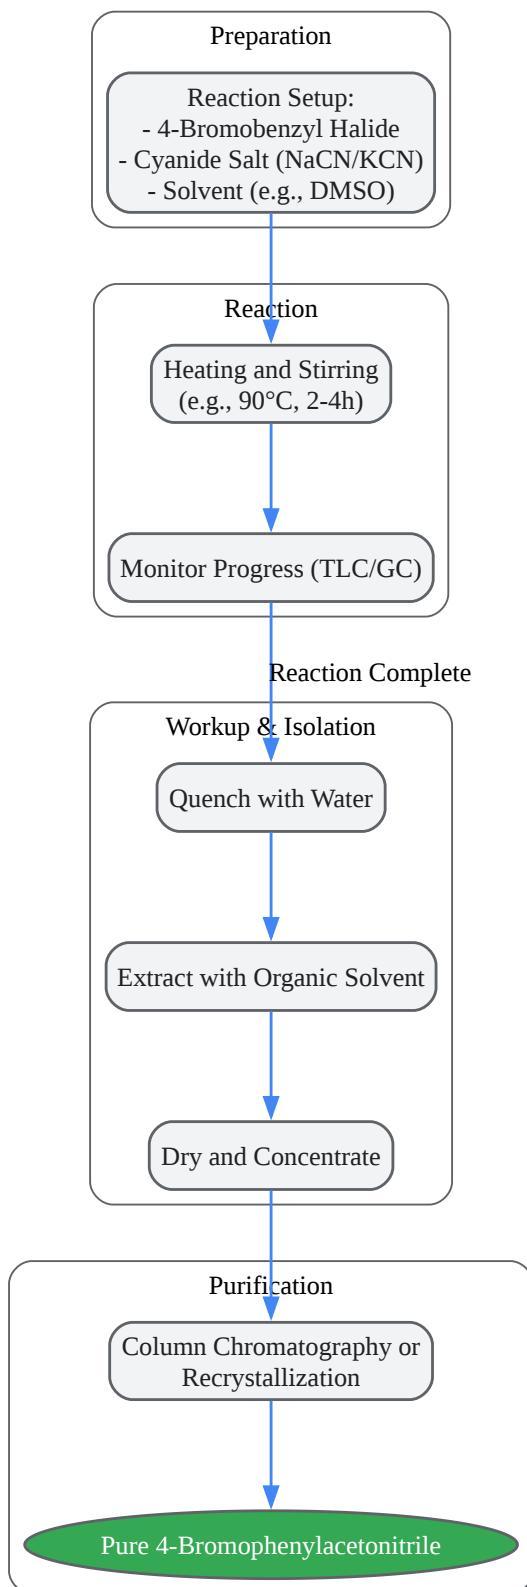 Preparation
Reaction Setup:
- 4-Bromobenzyl Halide
- Cyanide Salt (NaCN/KCN)
- Solvent (e.g., DMSO)
Reaction
Heating and Stirring
(e.g., 90°C, 2-4h)
Monitor Progress (TLC/GC)
Reaction Complete
Workup & Isolation
Quench with Water
Extract with Organic Solvent
Dry and Concentrate
Purification
Column Chromatography or
Recrystallization
Pure 4-Bromophenylacetonitrile